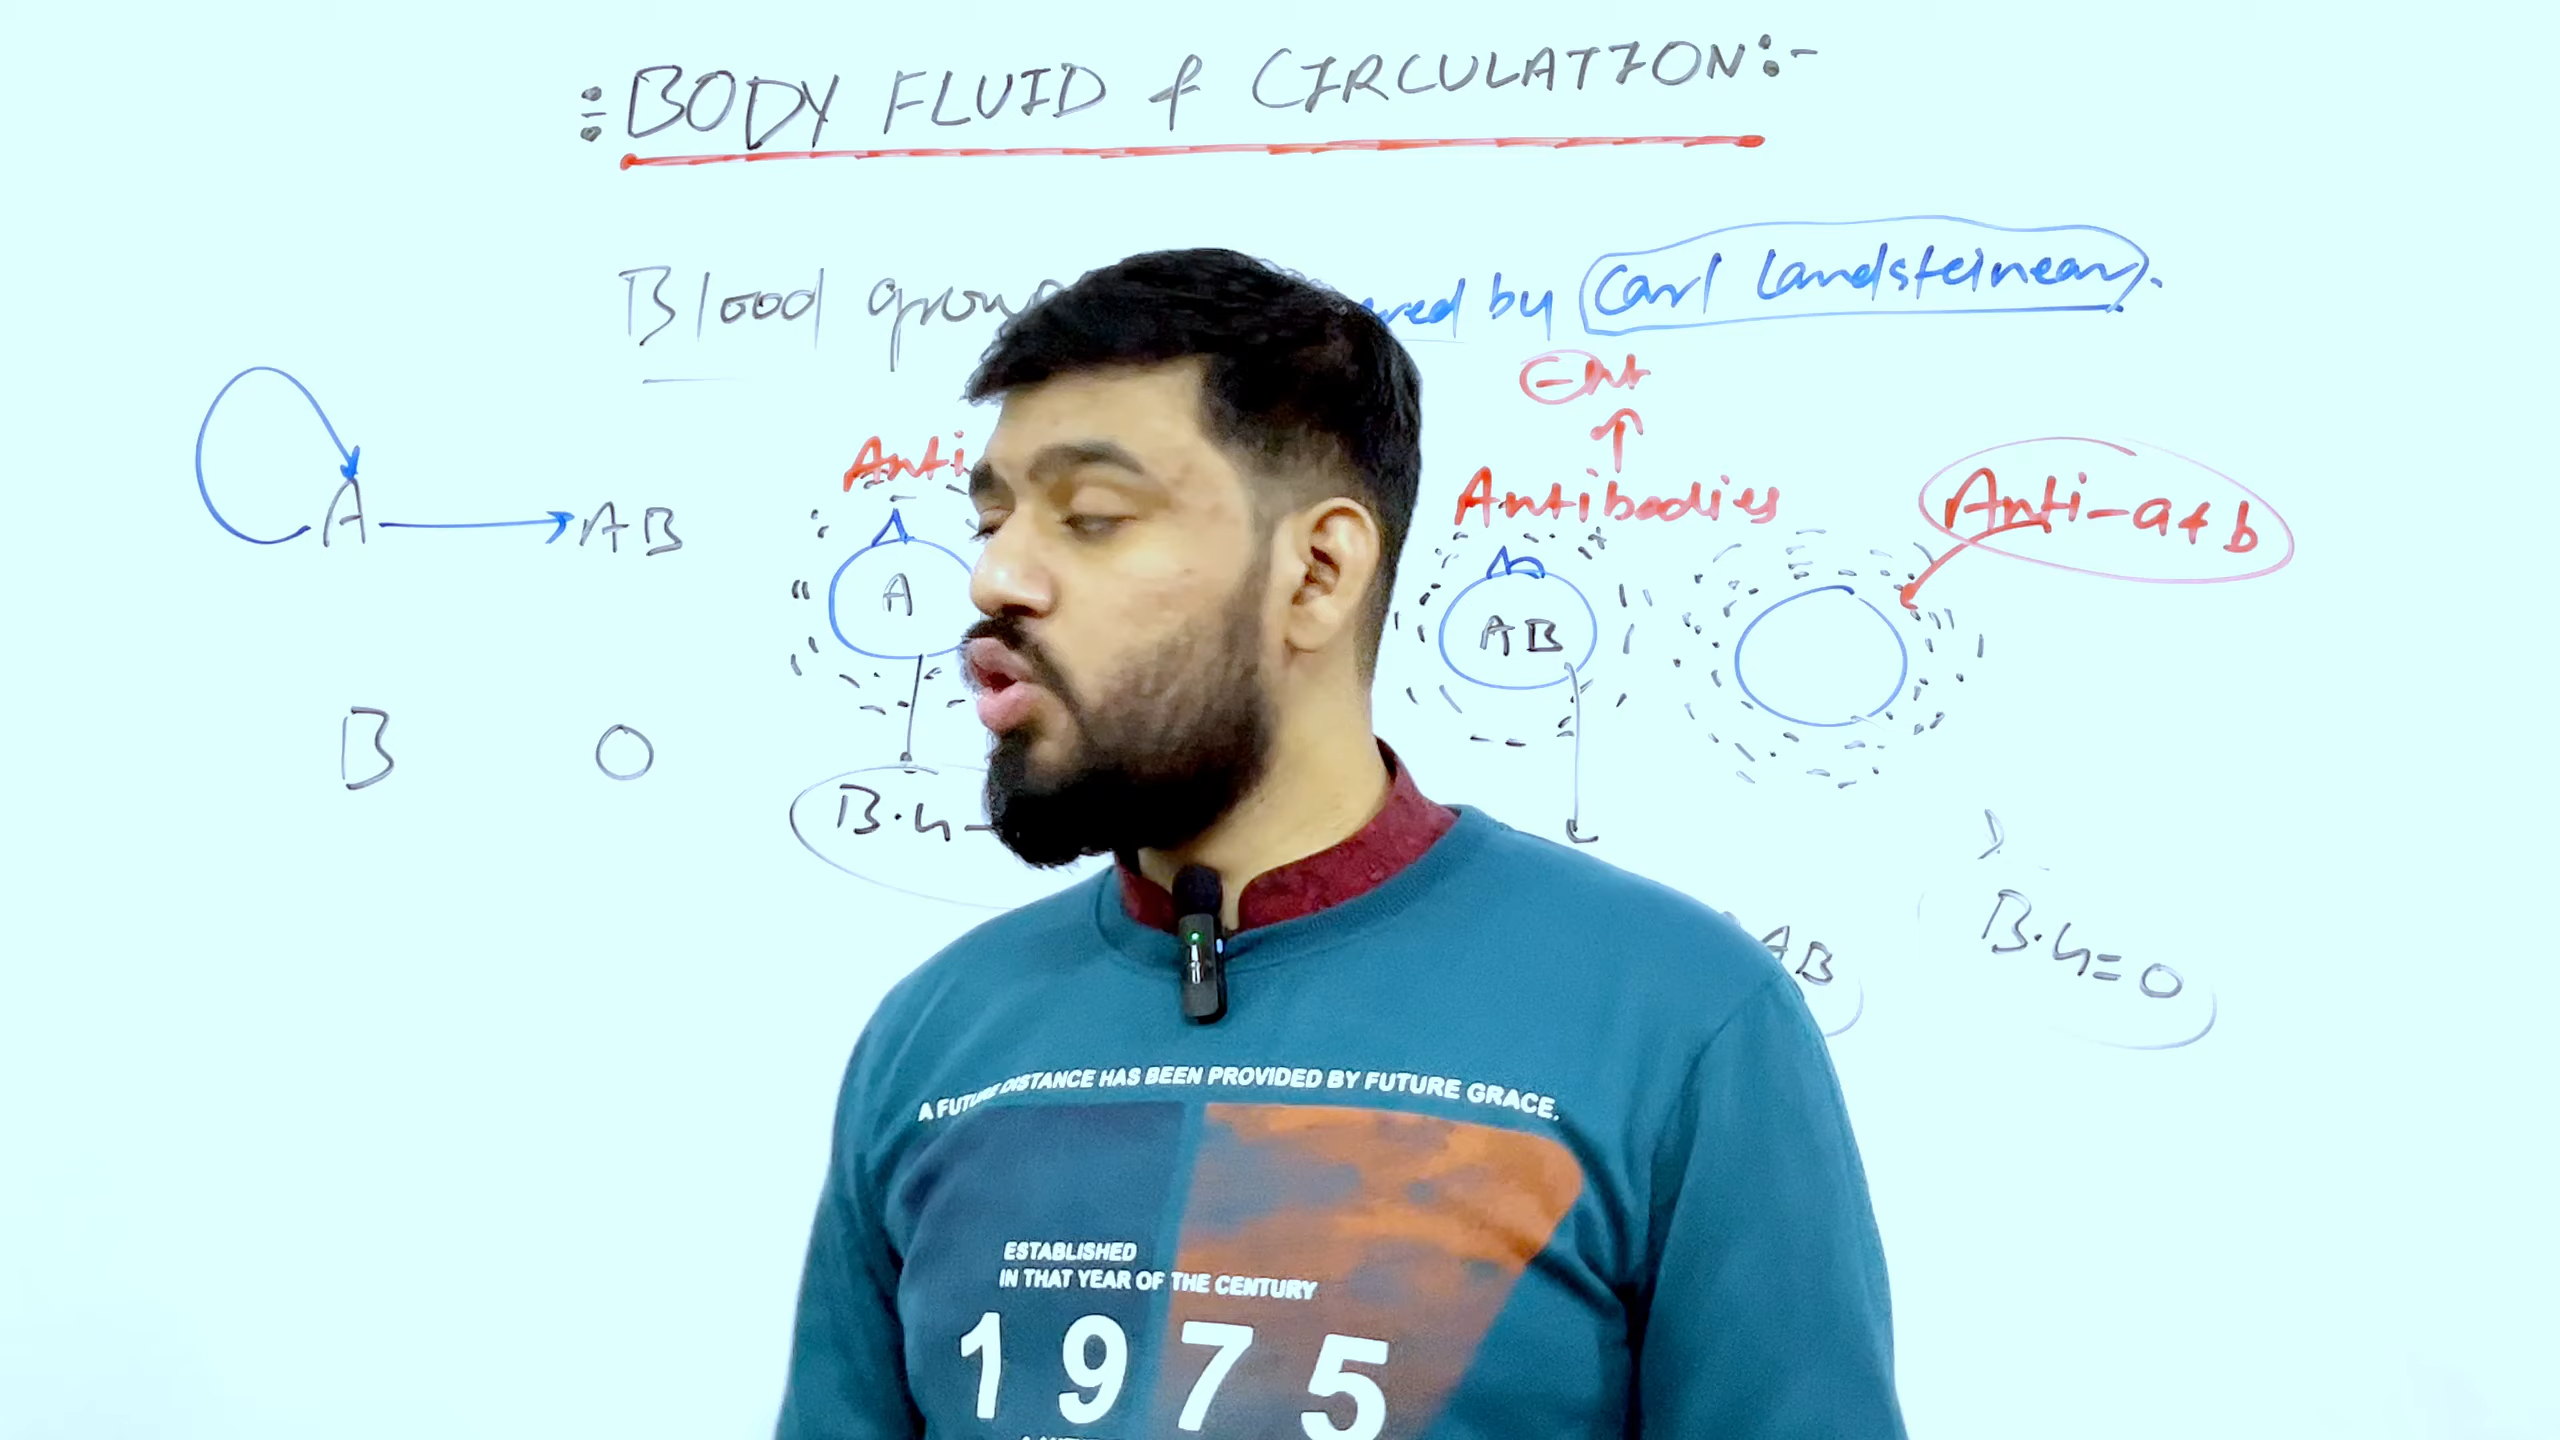 :BODY FLUID & CIRCULATION:-
Blood grou
red by Carl Landsteinear.
Anti
Antibodies
Anti-a & b
A
AB
A
AB
B
O
B.G
AB
B.G=O
A FUTURE DISTANCE HAS BEEN PROVIDED BY FUTURE GRACE.
ESTABLISHED
IN THAT YEAR OF THE CENTURY
1975